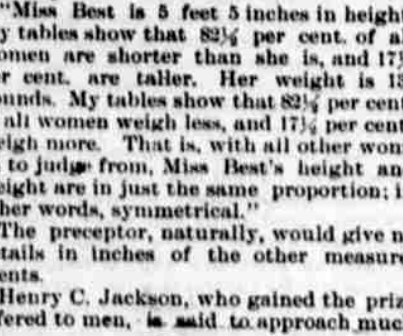 "Miss Best is 5 feet 5 inches in height
y tables show that 82½ per cent. of a
omen are shorter than she is, and 17½
er cent. are taller. Her weight is 13
ounds. My tables show that 82½ per cent
all women weigh less, and 17½ per cent
eigh more. That is, with all other wom
to judge from, Miss Best's height an
eight are in just the same proportion; i
her words, symmetrical."
The preceptor, naturally, would give n
tails in inches of the other measure
ents.
Henry C. Jackson, who gained the priz
fered to men, is said to approach muc